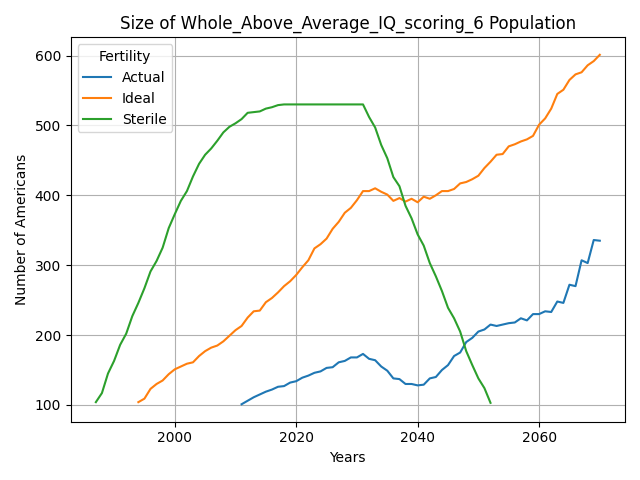 Size of Whole_Above_Average_IQ_scoring_6 Population
Fertility
Actual
Ideal
Sterile
Number of Americans
600
500
400
300
200
100
2000
2020
2040
2060
Years